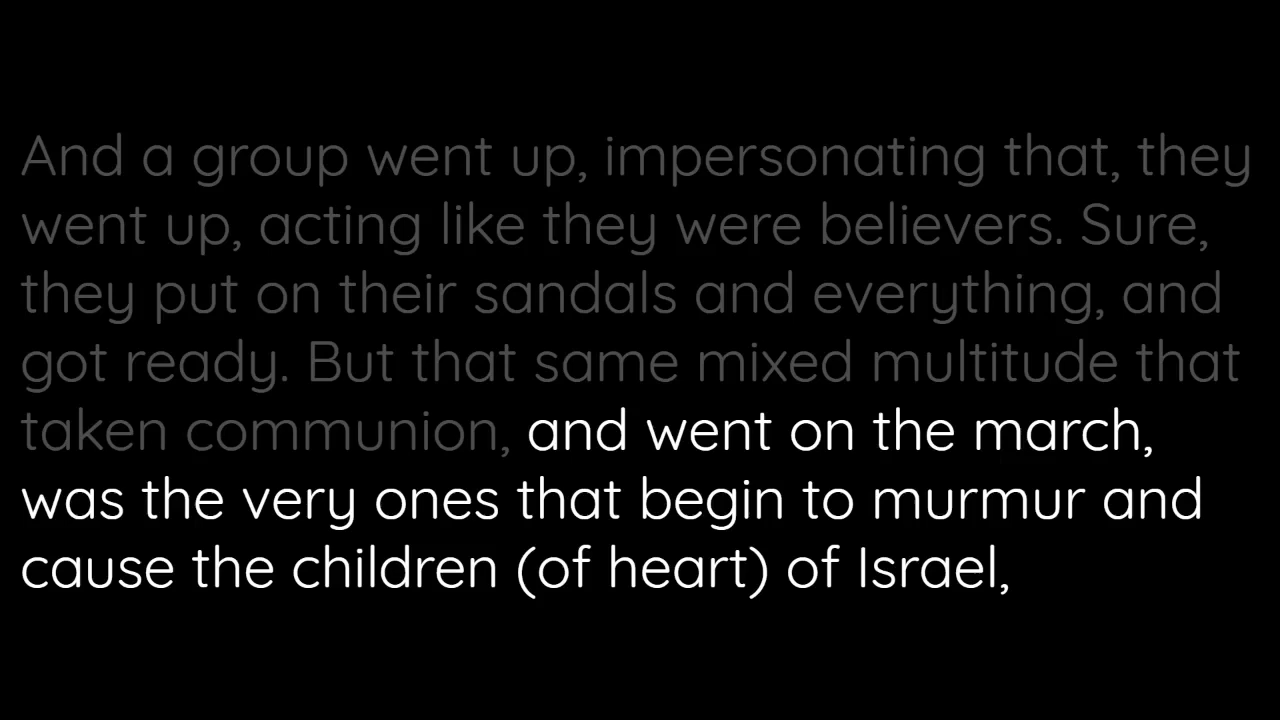 And a group went up, impersonating that, they
went up, acting like they were believers. Sure,
they put on their sandals and everything, and
got ready. But that same mixed multitude that
taken communion, and went on the march,
was the very ones that begin to murmur and
cause the children (of heart) of Israel,